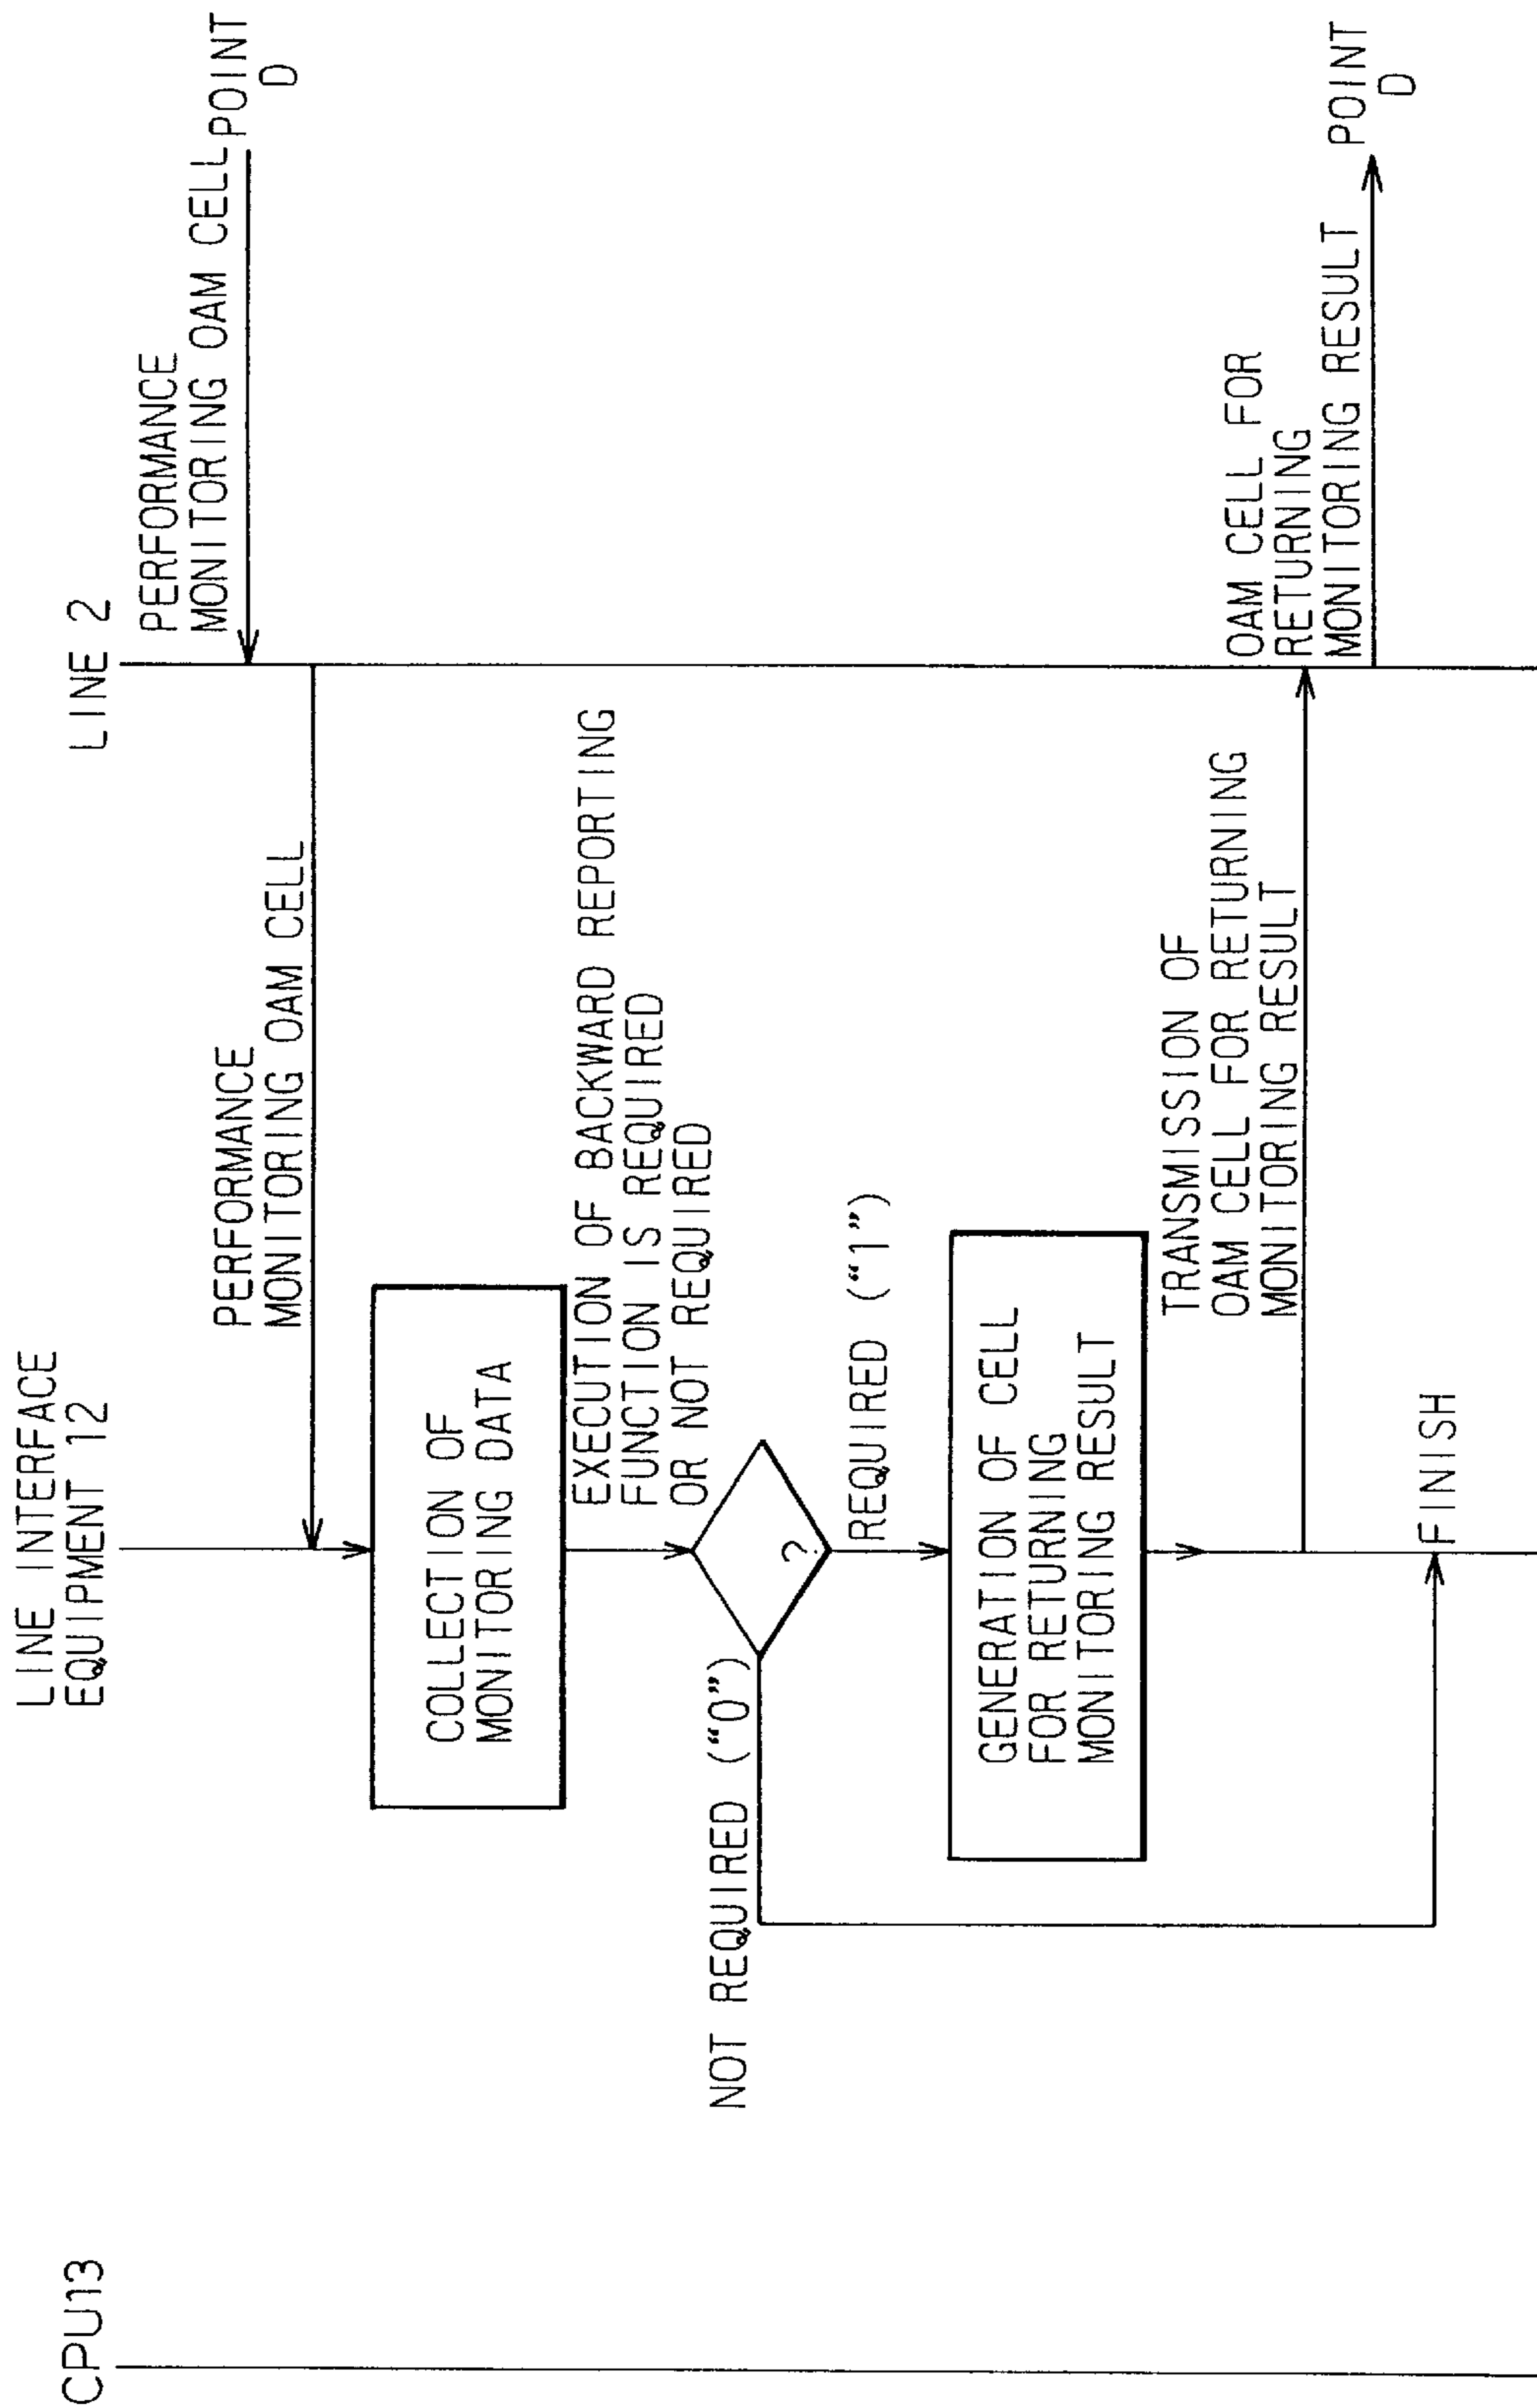 CPU13
LINE INTERFACE
EQUIPMENT 12
LINE 2
PERFORMANCE
MONITORING OAM CELL
POINT
D
PERFORMANCE
MONITORING OAM CELL
COLLECTION OF
MONITORING DATA
EXECUTION OF BACKWARD REPORTING
FUNCTION IS REQUIRED
OR NOT REQUIRED
NOT REQUIRED (“0”)
?
REQUIRED (“1”)
GENERATION OF CELL
FOR RETURNING
MONITORING RESULT
TRANSMISSION OF
OAM CELL FOR RETURNING
MONITORING RESULT
OAM CELL FOR
RETURNING
MONITORING RESULT
POINT
D
FINISH